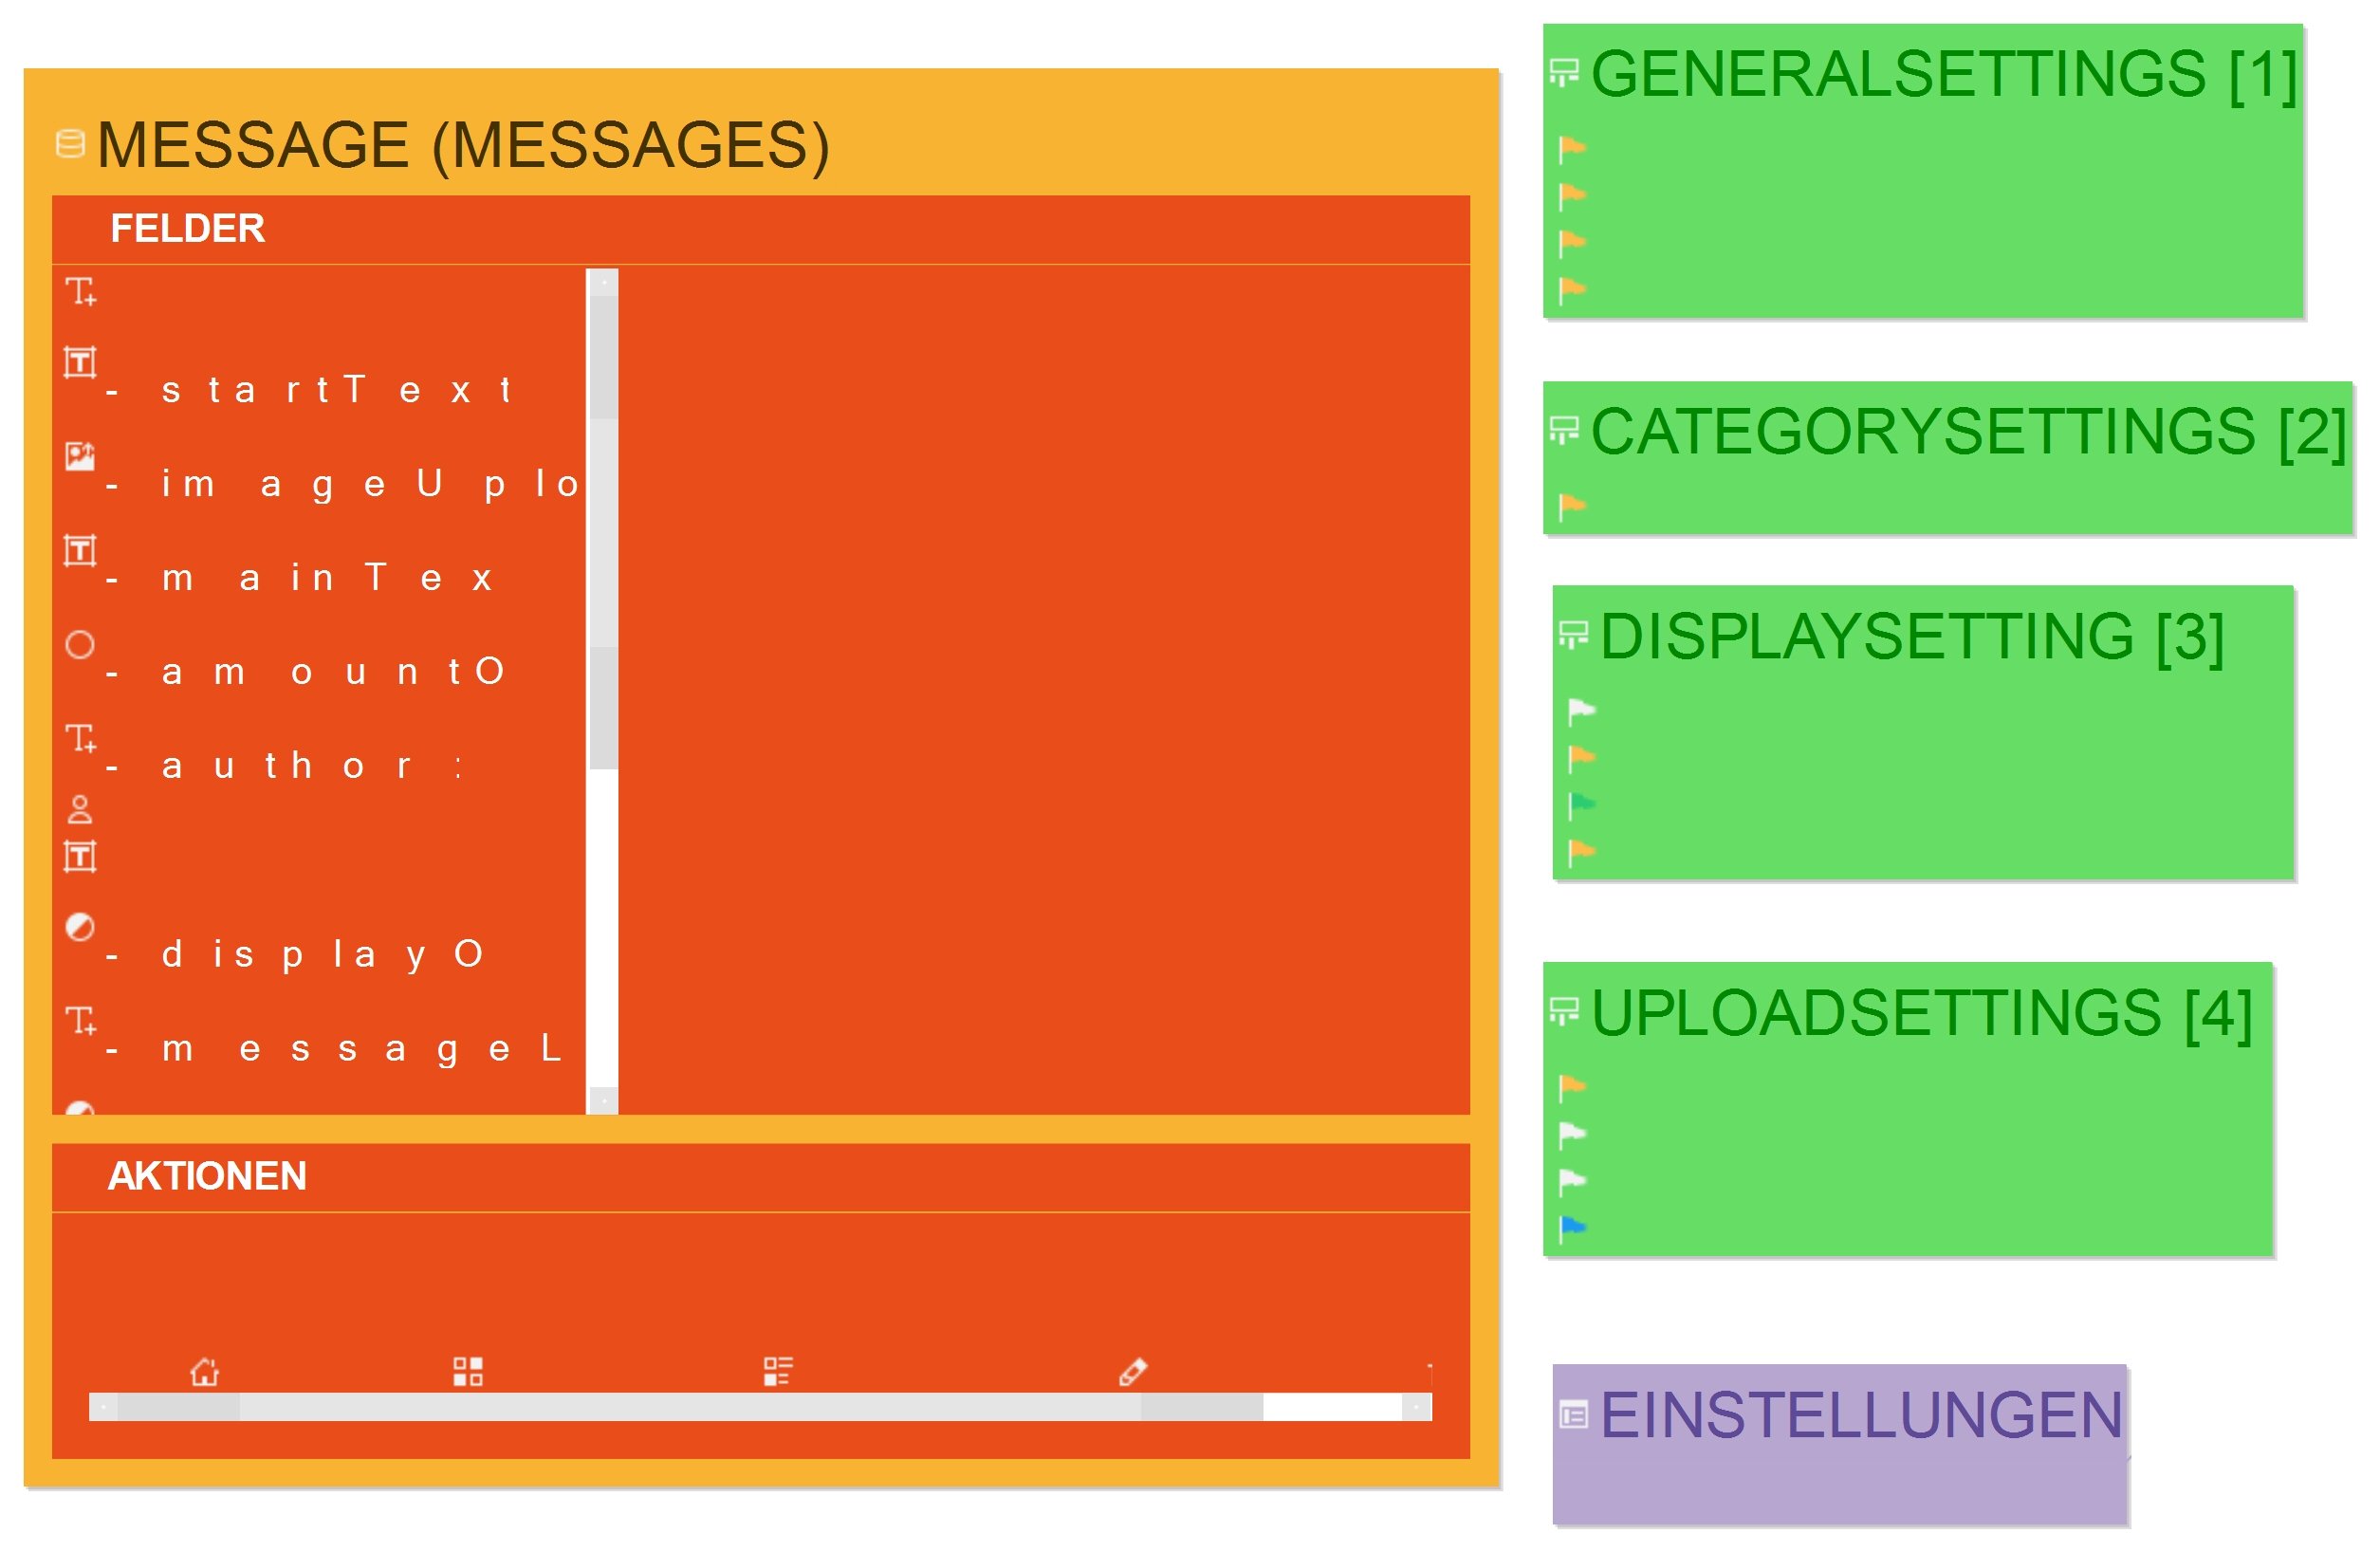 MESSAGE (MESSAGES)
FELDER
- startText
- imageUplo
- mainTex
- amountO
- author:
- displayO
- messageL
AKTIONEN
GENERALSETTINGS [1]
CATEGORYSETTINGS [2]
DISPLAYSETTING [3]
UPLOADSETTINGS [4]
EINSTELLUNGEN